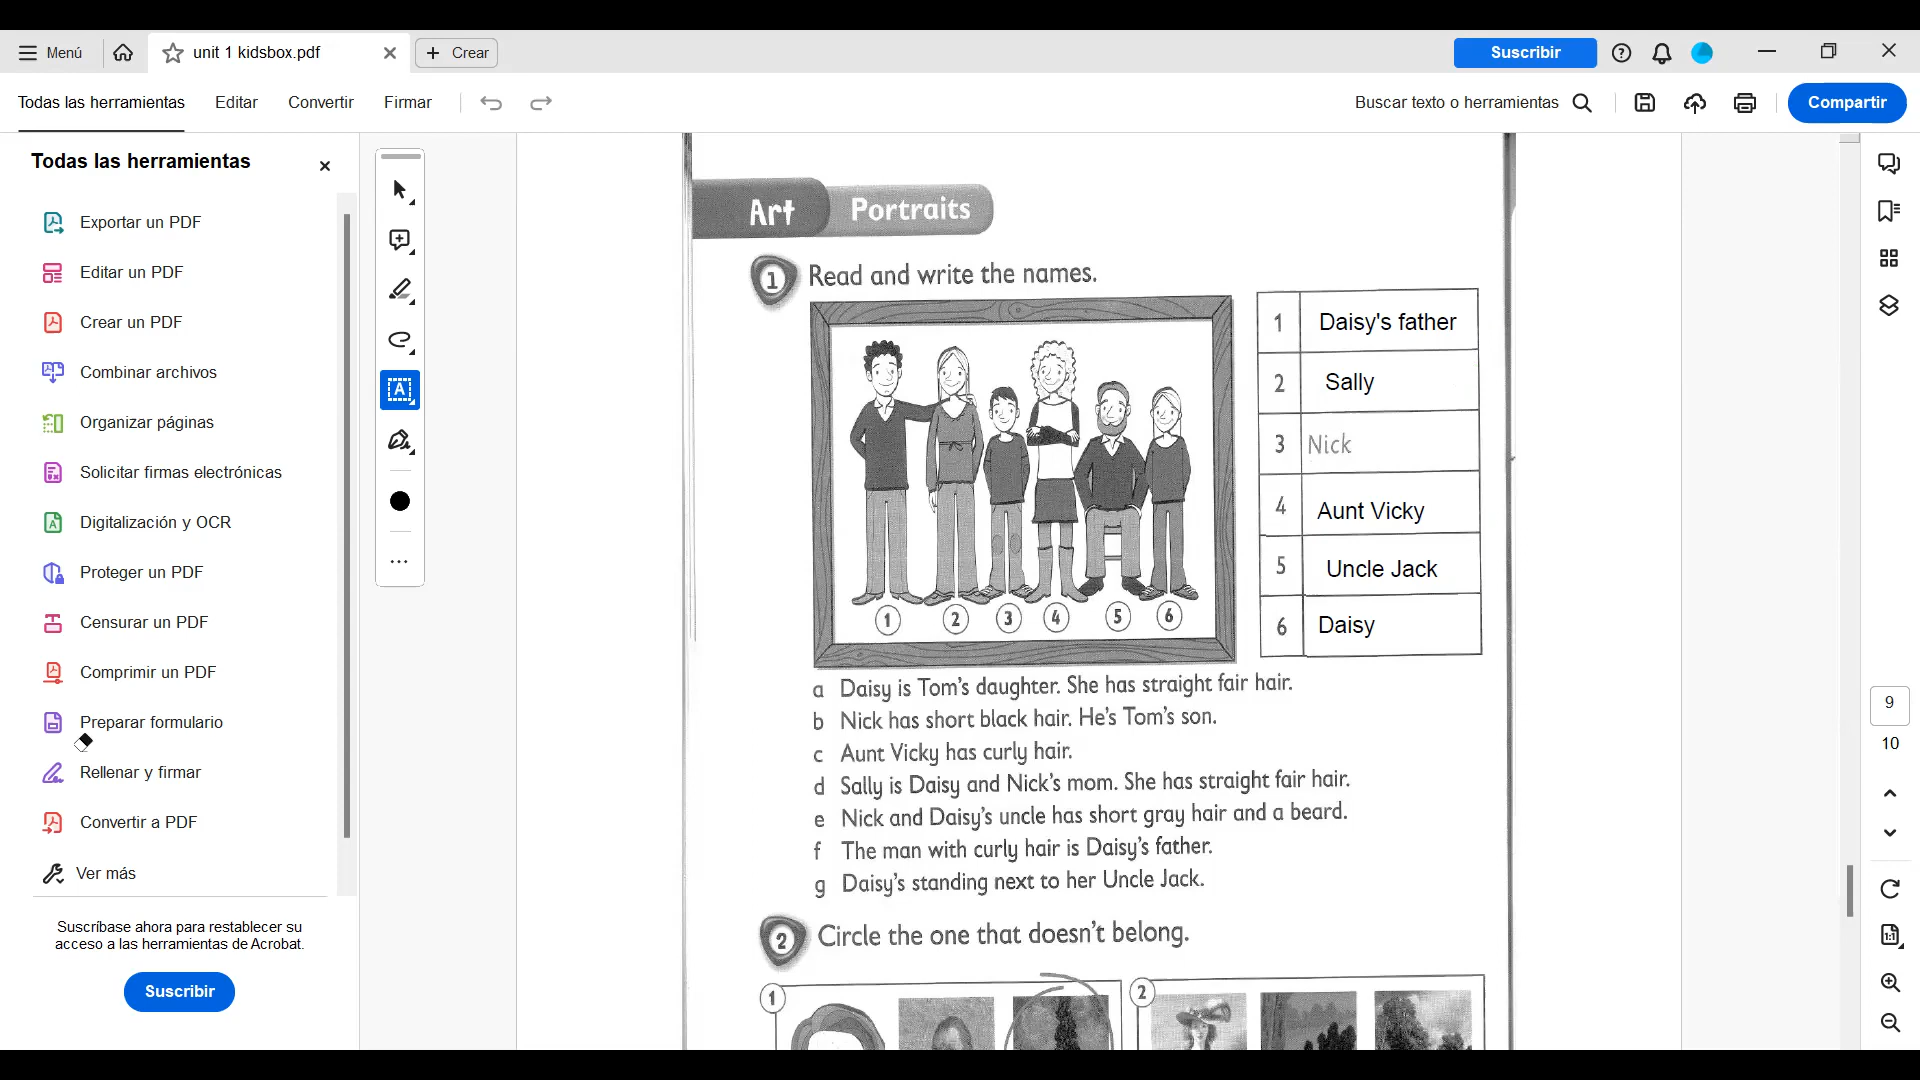 Menú
unit 1 kidsbox.pdf
Crear
Suscribir
Todas las herramientas
Editar
Convertir
Firmar
Buscar texto o herramientas
Compartir
Todas las herramientas
Exportar un PDF
Editar un PDF
Crear un PDF
Combinar archivos
Organizar páginas
Solicitar firmas electrónicas
Digitalización y OCR
Proteger un PDF
Censurar un PDF
Comprimir un PDF
Preparar formulario
Rellenar y firmar
Convertir a PDF
Ver más
Suscríbase ahora para restablecer su
acceso a las herramientas de Acrobat.
Suscribir
Art Portraits
1 Read and write the names.
1 2 3 4 5 6
1 Daisy's father
2 Sally
3 Nick
4 Aunt Vicky
5 Uncle Jack
6 Daisy
a Daisy is Tom's daughter. She has straight fair hair.
b Nick has short black hair. He's Tom's son.
c Aunt Vicky has curly hair.
d Sally is Daisy and Nick's mom. She has straight fair hair.
e Nick and Daisy's uncle has short gray hair and a beard.
f The man with curly hair is Daisy's father.
g Daisy's standing next to her Uncle Jack.
2 Circle the one that doesn't belong.
1
2
9
10